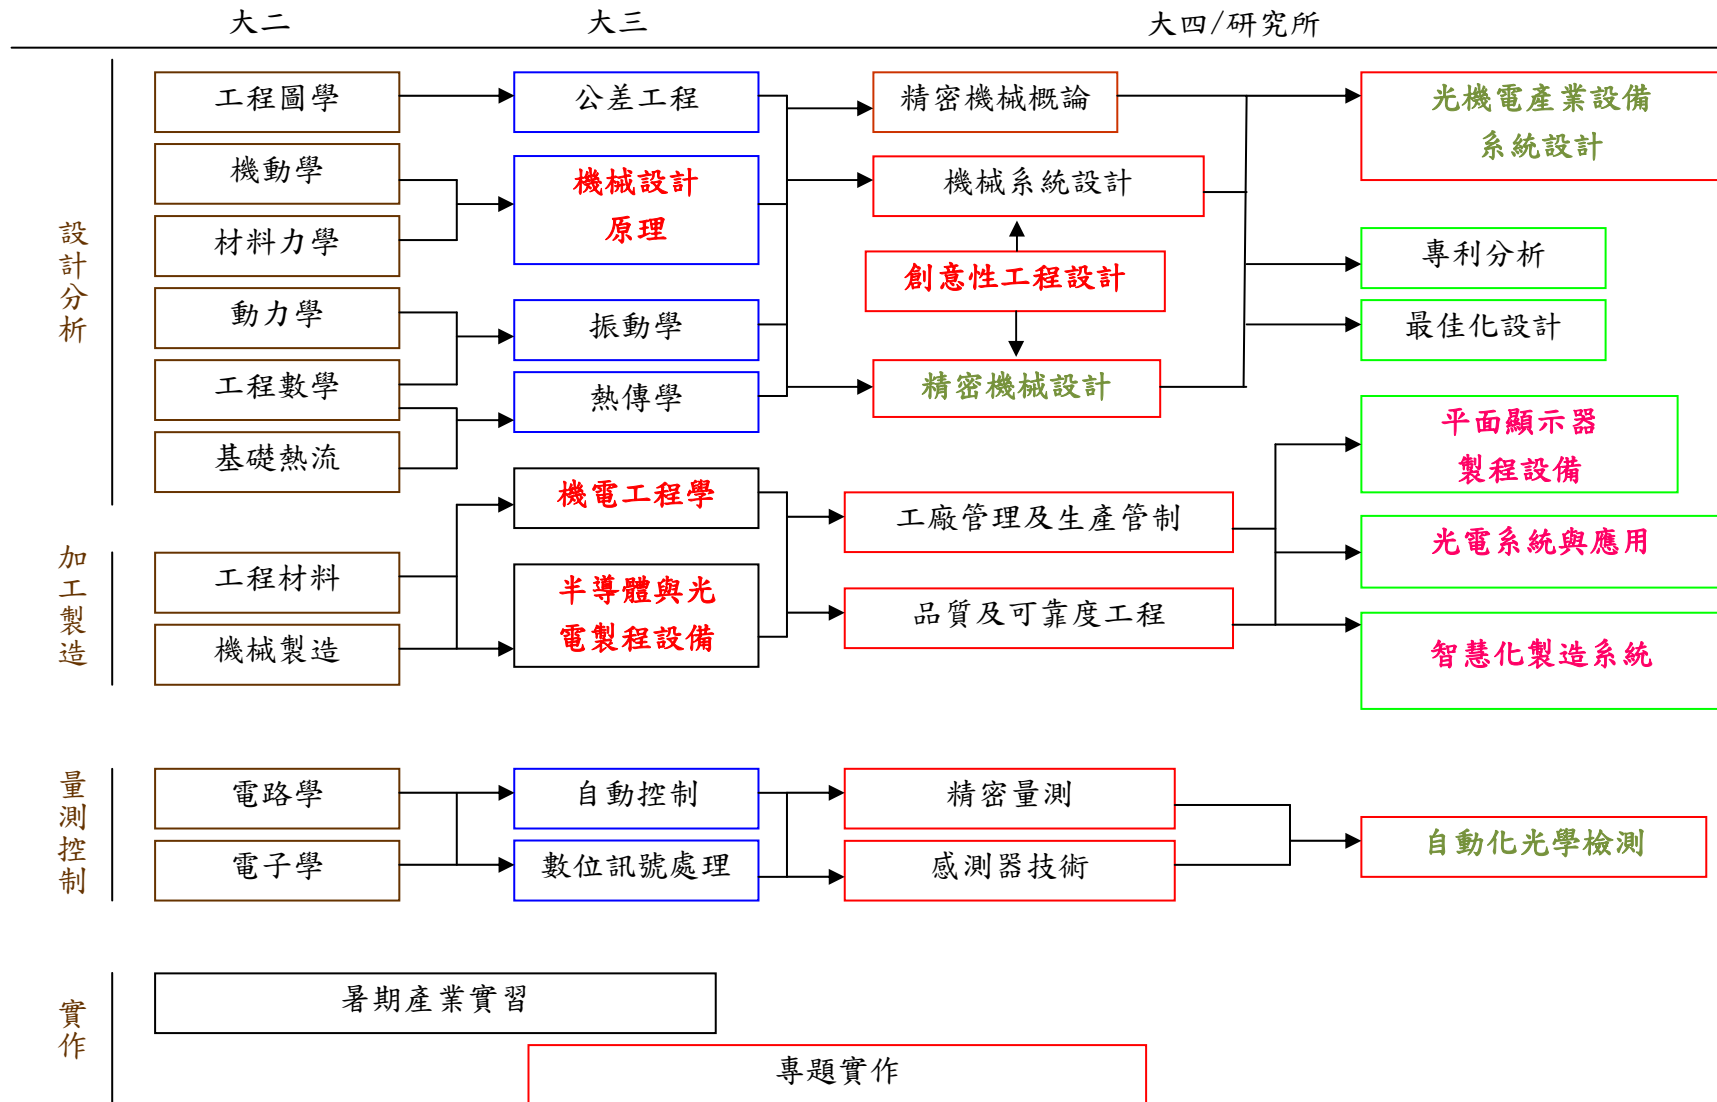 大二
大三
大四/研究所
設計分析
工程圖學
機動學
材料力學
動力學
工程數學
基礎熱流
公差工程
機械設計
原理
振動學
熱傳學
精密機械概論
機械系統設計
創意性工程設計
精密機械設計
光機電產業設備
系統設計
專利分析
最佳化設計
加工製造
工程材料
機械製造
機電工程學
半導體與光
電製程設備
工廠管理及生產管制
品質及可靠度工程
平面顯示器
製程設備
光電系統與應用
智慧化製造系統
量測控制
電路學
電子學
自動控制
數位訊號處理
精密量測
感測器技術
自動化光學檢測
實作
暑期產業實習
專題實作